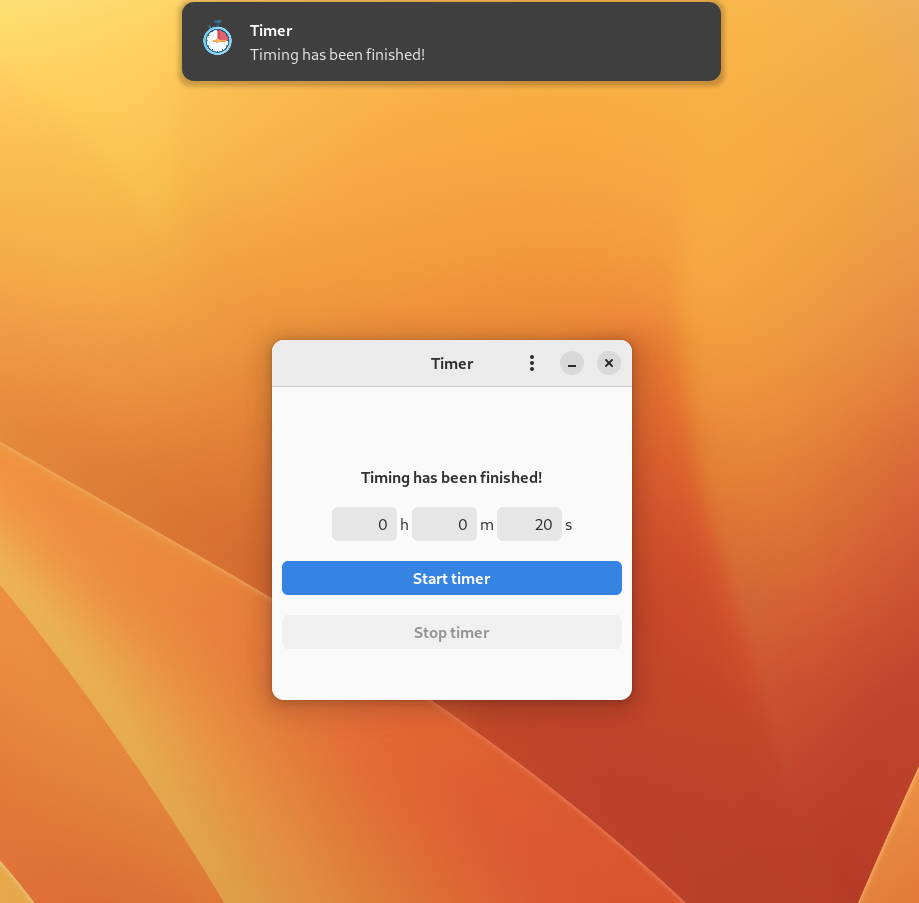 Timer
Timing has been finished!
Timer
Timing has been finished!
0 h 0 m 20 s
Start timer
Stop timer